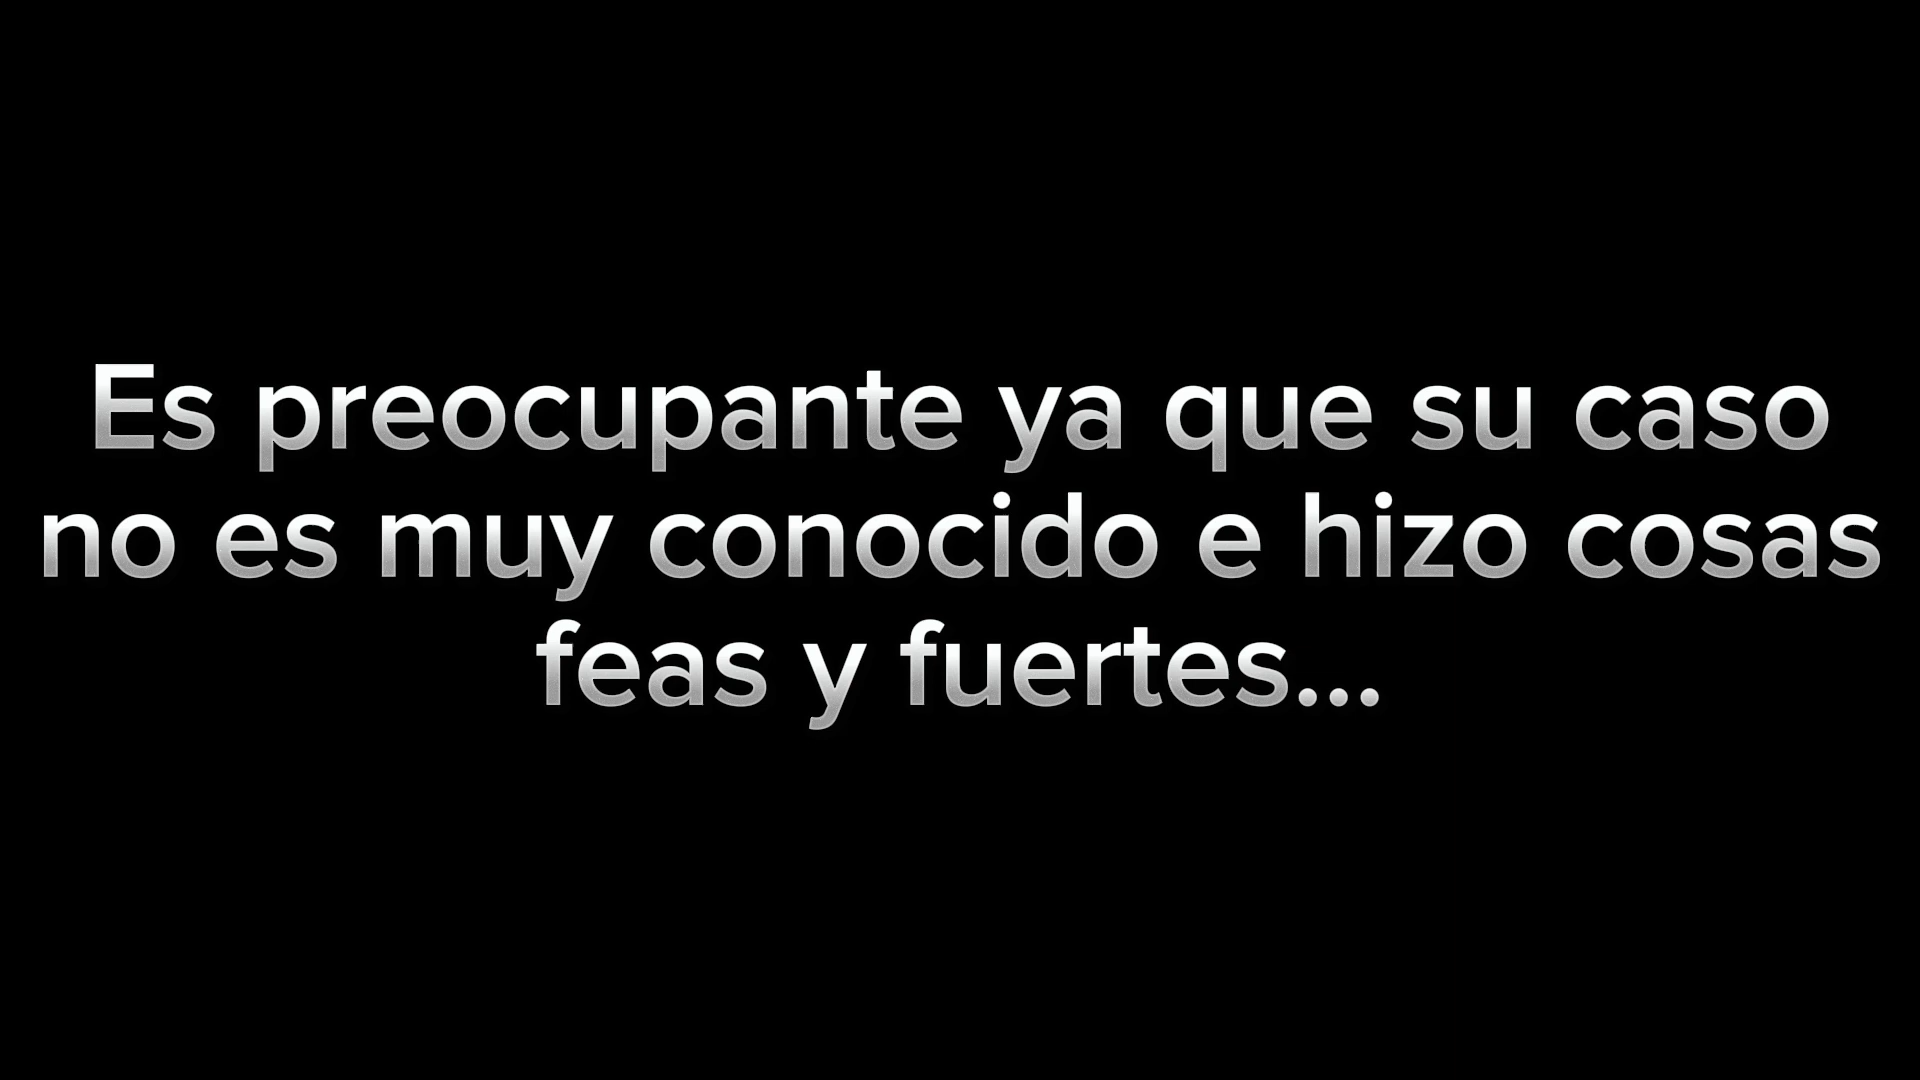 Es preocupante ya que su caso
no es muy conocido e hizo cosas
feas y fuertes...